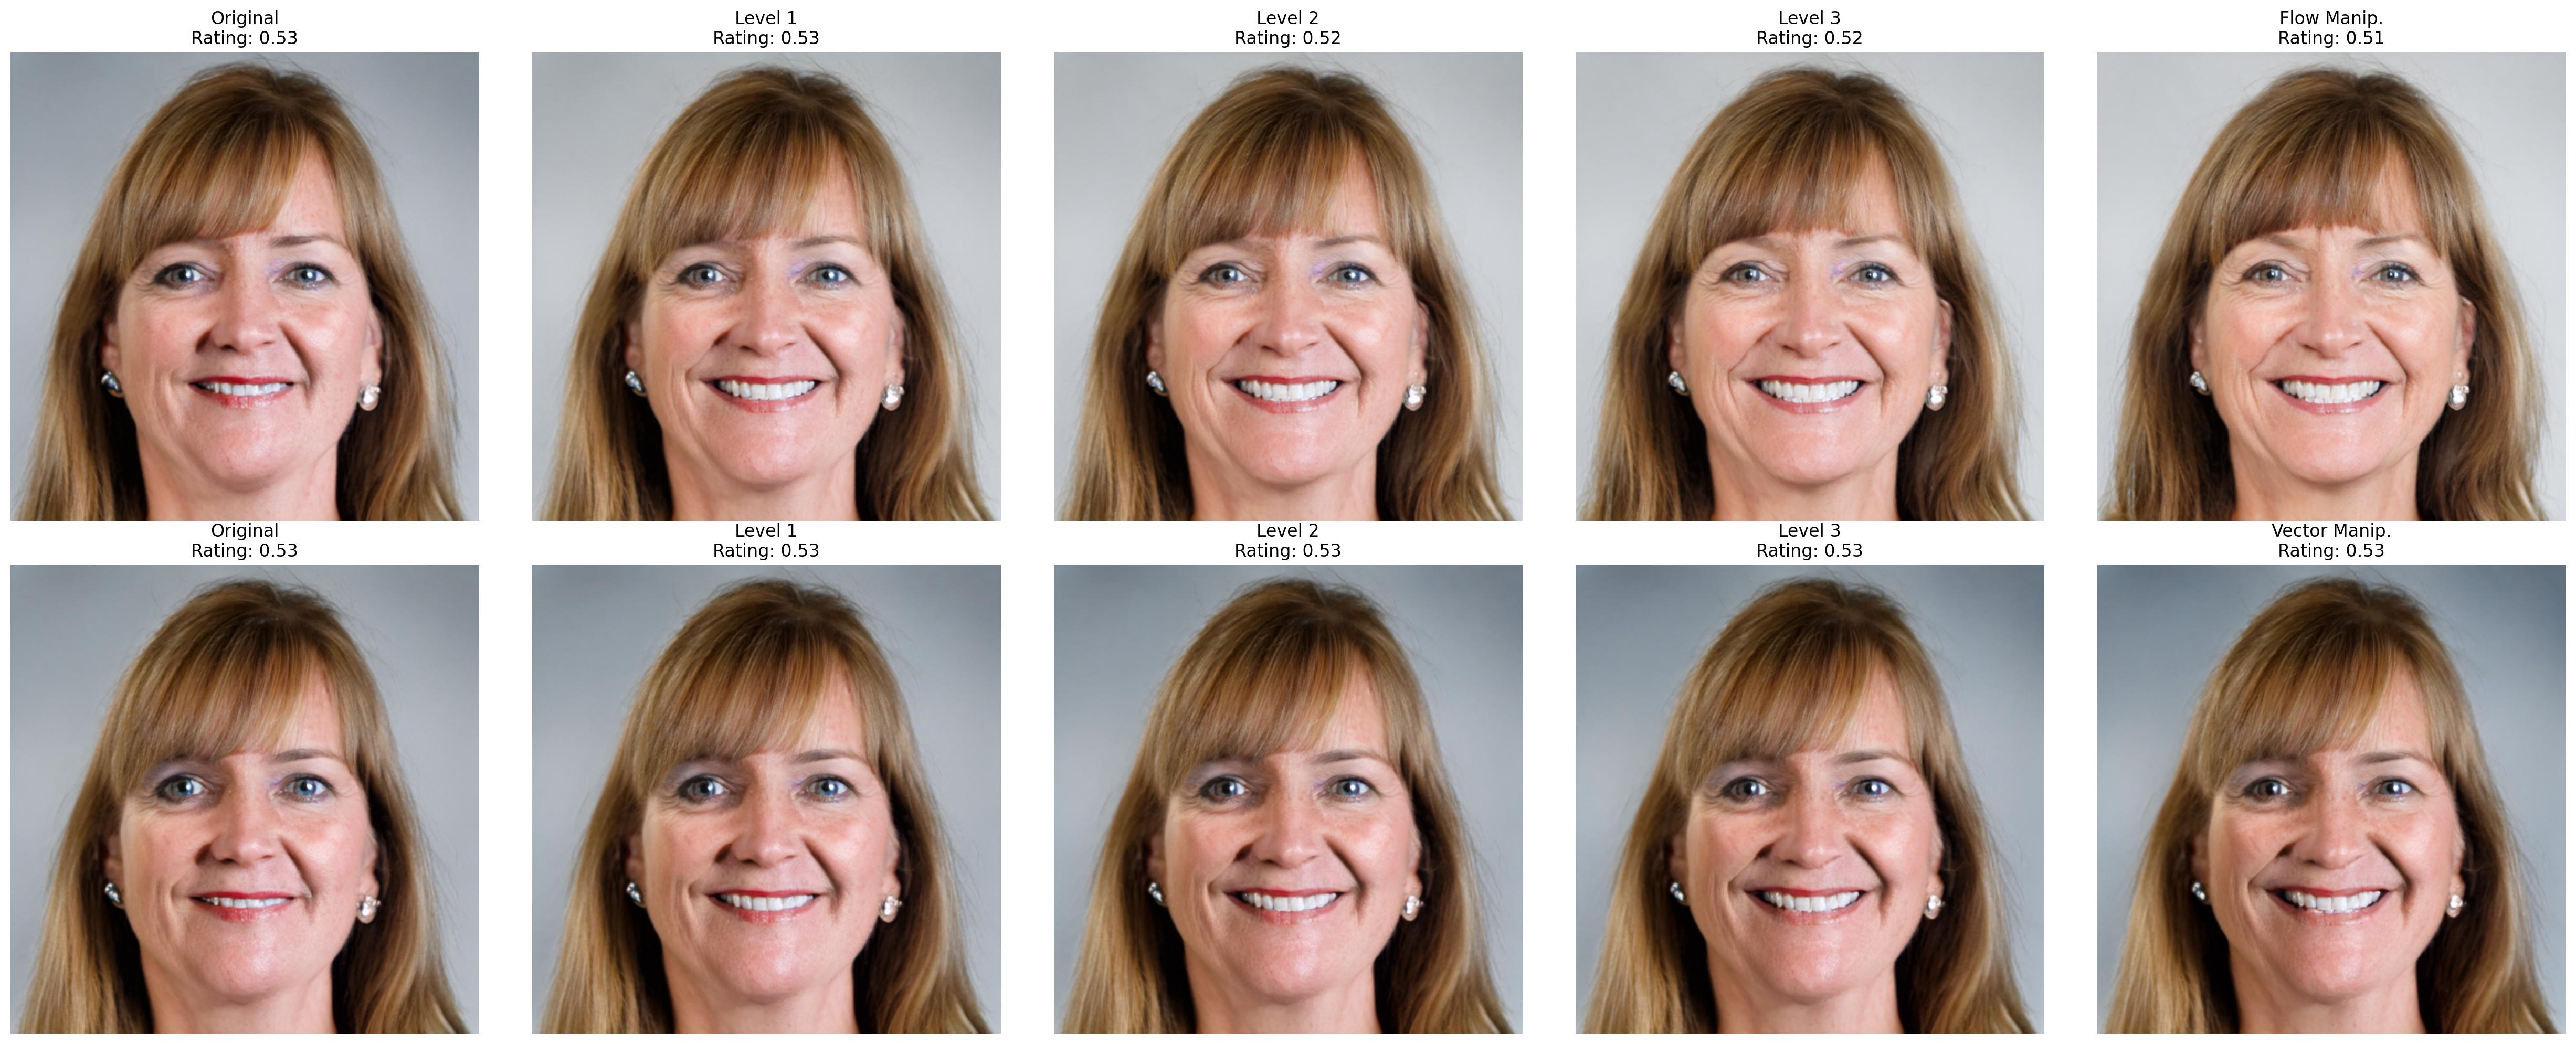 Original
Rating: 0.53
Level 1
Rating: 0.53
Level 2
Rating: 0.52
Level 3
Rating: 0.52
Flow Manip.
Rating: 0.51
Original
Rating: 0.53
Level 1
Rating: 0.53
Level 2
Rating: 0.53
Level 3
Rating: 0.53
Vector Manip.
Rating: 0.53